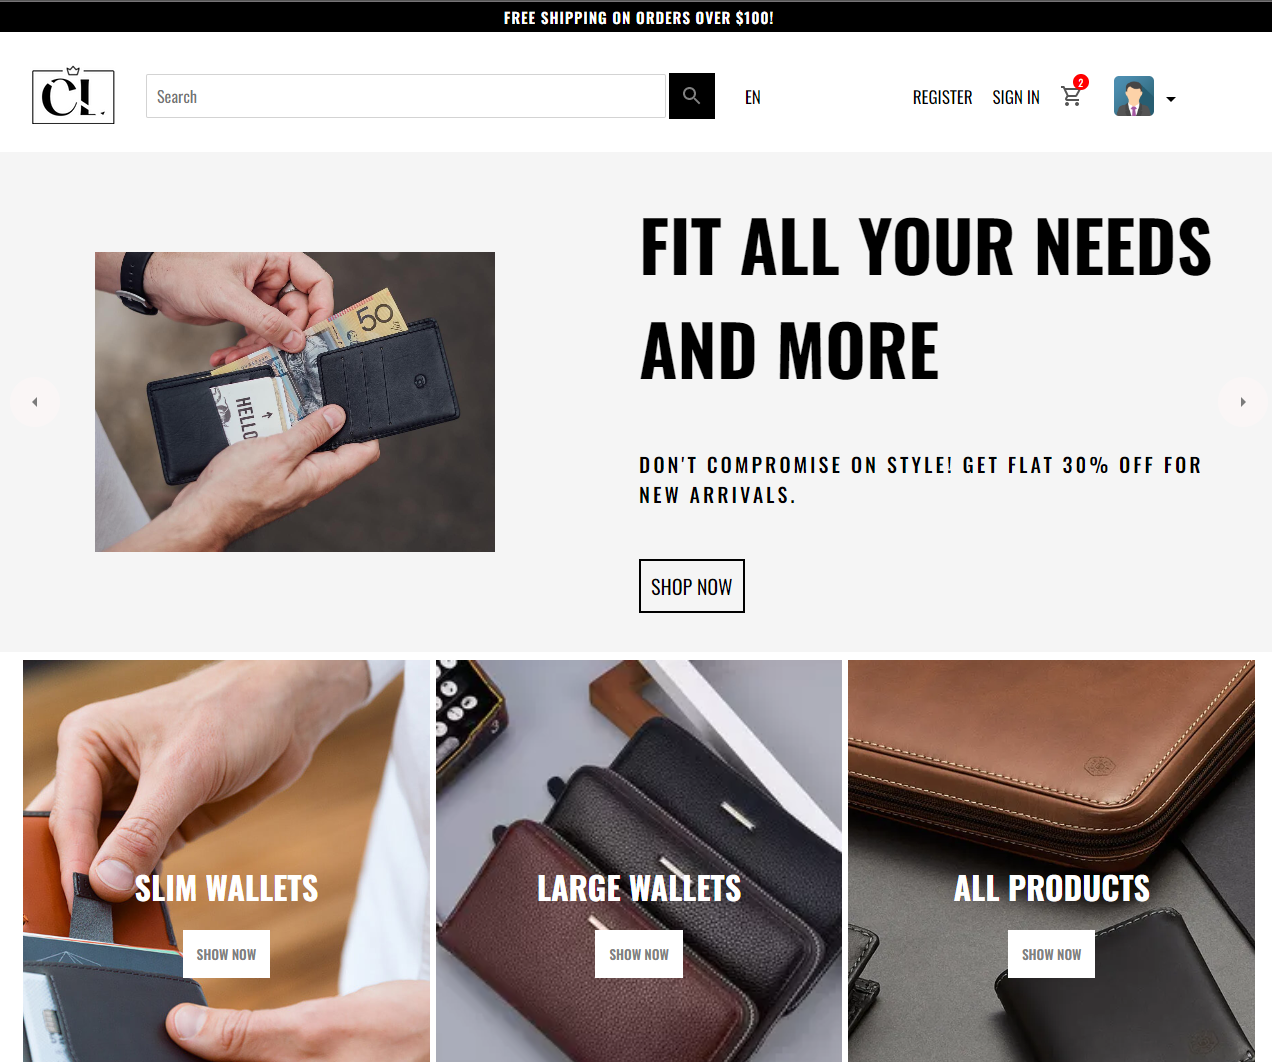 FREE SHIPPING ON ORDERS OVER $100!
CL
Search
EN
REGISTER
SIGN IN
2
FIT ALL YOUR NEEDS
AND MORE
50
HELLO
DON'T COMPROMISE ON STYLE! GET FLAT 30% OFF FOR
NEW ARRIVALS.
SHOP NOW
SLIM WALLETS
LARGE WALLETS
ALL PRODUCTS
SHOW NOW
SHOW NOW
SHOW NOW